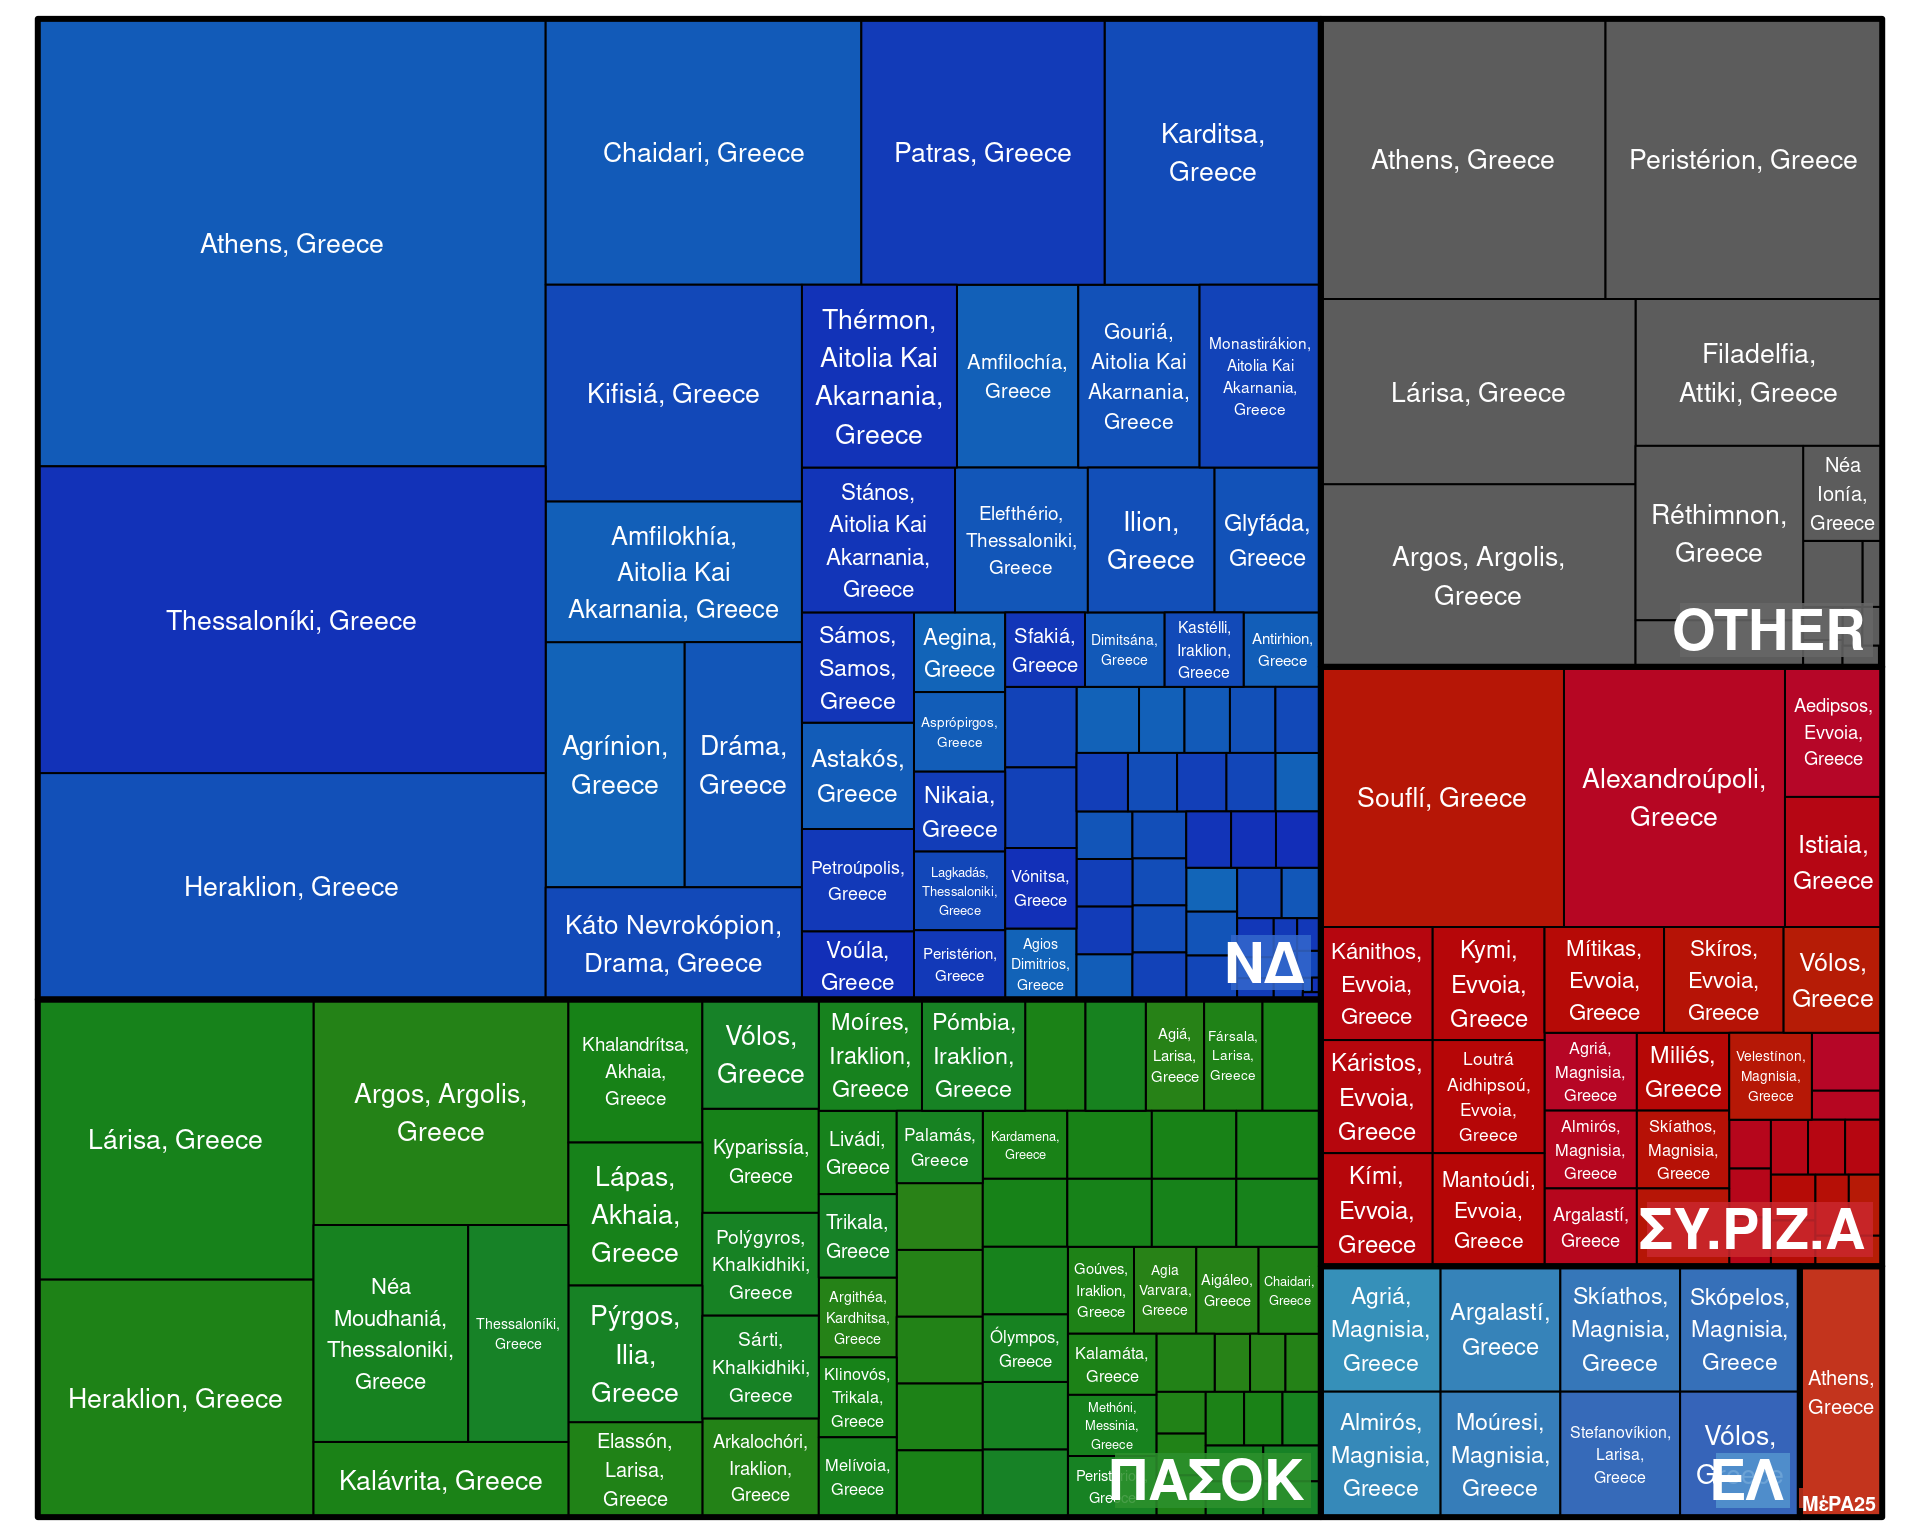 Athens, Greece
Thessaloníki, Greece
Heraklion, Greece
Chaidari, Greece
Patras, Greece
Karditsa,
Greece
Kifisiá, Greece
Amfilokhía,
Aitolia Kai
Akarnania, Greece
Agrínion,
Greece
Dráma,
Greece
Káto Nevrokópion,
Drama, Greece
Thérmon,
Aitolia Kai
Akarnania,
Greece
Amfilochía,
Greece
Gouriá,
Aitolia Kai
Akarnania,
Greece
Monastirákion,
Aitolia Kai
Akarnania,
Greece
Stános,
Aitolia Kai
Akarnania,
Greece
Elefthério,
Thessaloniki,
Greece
Ilion,
Greece
Glyfáda,
Greece
Sámos,
Samos,
Greece
Astakós,
Greece
Petroúpolis,
Greece
Voúla,
Greece
Aegina,
Greece
Asprópirgos,
Greece
Nikaia,
Greece
Lagkadás,
Thessaloniki,
Greece
Peristérion,
Greece
Sfakiá,
Greece
Dimitsána,
Greece
Kastélli,
Iraklion,
Greece
Antirhion,
Greece
Vónitsa,
Greece
Agios
Dimitrios,
Greece
ΝΔ
Athens, Greece
Peristérion, Greece
Lárisa, Greece
Argos, Argolis,
Greece
Filadelfia,
Attiki, Greece
Réthimnon,
Greece
Néa
Ionía,
Greece
OTHER
Souflí, Greece
Alexandroúpoli,
Greece
Aedipsos,
Evvoia,
Greece
Istiaia,
Greece
Kánithos,
Evvoia,
Greece
Kymi,
Evvoia,
Greece
Mítikas,
Evvoia,
Greece
Skíros,
Evvoia,
Greece
Vólos,
Greece
Káristos,
Evvoia,
Greece
Loutrá
Aidhipsoú,
Evvoia,
Greece
Kími,
Evvoia,
Greece
Mantoúdi,
Evvoia,
Greece
Agriá,
Magnisia,
Greece
Miliés,
Greece
Velestínon,
Magnisia,
Greece
Almirós,
Magnisia,
Greece
Skíathos,
Magnisia,
Greece
Argalastí,
Greece
ΣΥ.ΡΙΖ.Α
Lárisa, Greece
Heraklion, Greece
Argos, Argolis,
Greece
Néa
Moudhaniá,
Thessaloniki,
Greece
Thessaloníki,
Greece
Kalávrita, Greece
Khalandrítsa,
Akhaia,
Greece
Lápas,
Akhaia,
Greece
Pýrgos,
Ilia,
Greece
Elassón,
Larisa,
Greece
Vólos,
Greece
Kyparissía,
Greece
Polýgyros,
Khalkidhiki,
Greece
Sárti,
Khalkidhiki,
Greece
Arkalochóri,
Iraklion,
Greece
Moíres,
Iraklion,
Greece
Pómbia,
Iraklion,
Greece
Agiá,
Larisa,
Greece
Fársala,
Larisa,
Greece
Livádi,
Greece
Trikala,
Greece
Argithéa,
Kardhitsa,
Greece
Klinovós,
Trikala,
Greece
Melívoia,
Greece
Palamás,
Greece
Kardamena,
Greece
Ólympos,
Greece
Goúves,
Iraklion,
Greece
Agia
Varvara,
Greece
Aigáleo,
Greece
Chaidari,
Greece
Kalamáta,
Greece
Methóni,
Messinia,
Greece
Peristérion,
Greece
ΠΑΣΟΚ
Agriá,
Magnisia,
Greece
Argalastí,
Greece
Skíathos,
Magnisia,
Greece
Skópelos,
Magnisia,
Greece
Almirós,
Magnisia,
Greece
Moúresi,
Magnisia,
Greece
Stefanovíkion,
Larisa,
Greece
Vólos,
Greece
ΕΛ
Athens,
Greece
ΜέΡΑ25